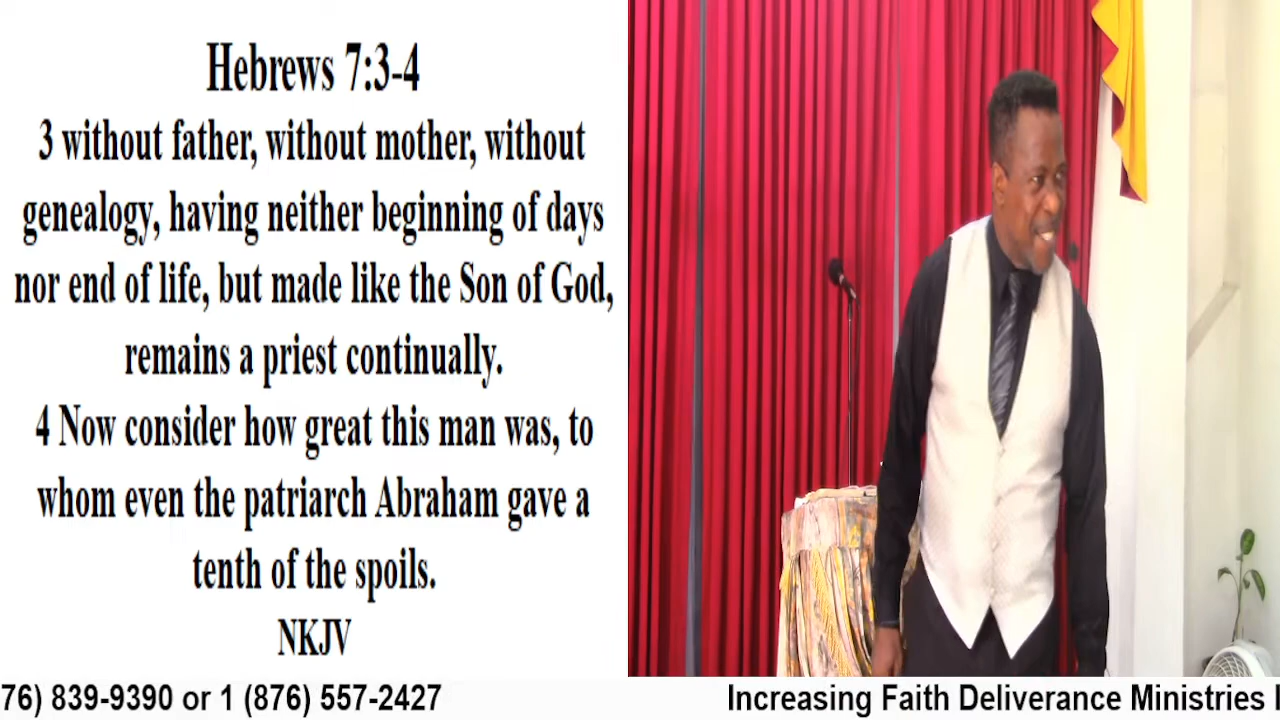 Hebrews 7:3-4
3 without father, without mother, without
genealogy, having neither beginning of days
nor end of life, but made like the Son of God,
remains a priest continually.
4 Now consider how great this man was, to
whom even the patriarch Abraham gave a
tenth of the spoils.
NKJV
76) 839-9390 or 1 (876) 557-2427 Increasing Faith Deliverance Ministries